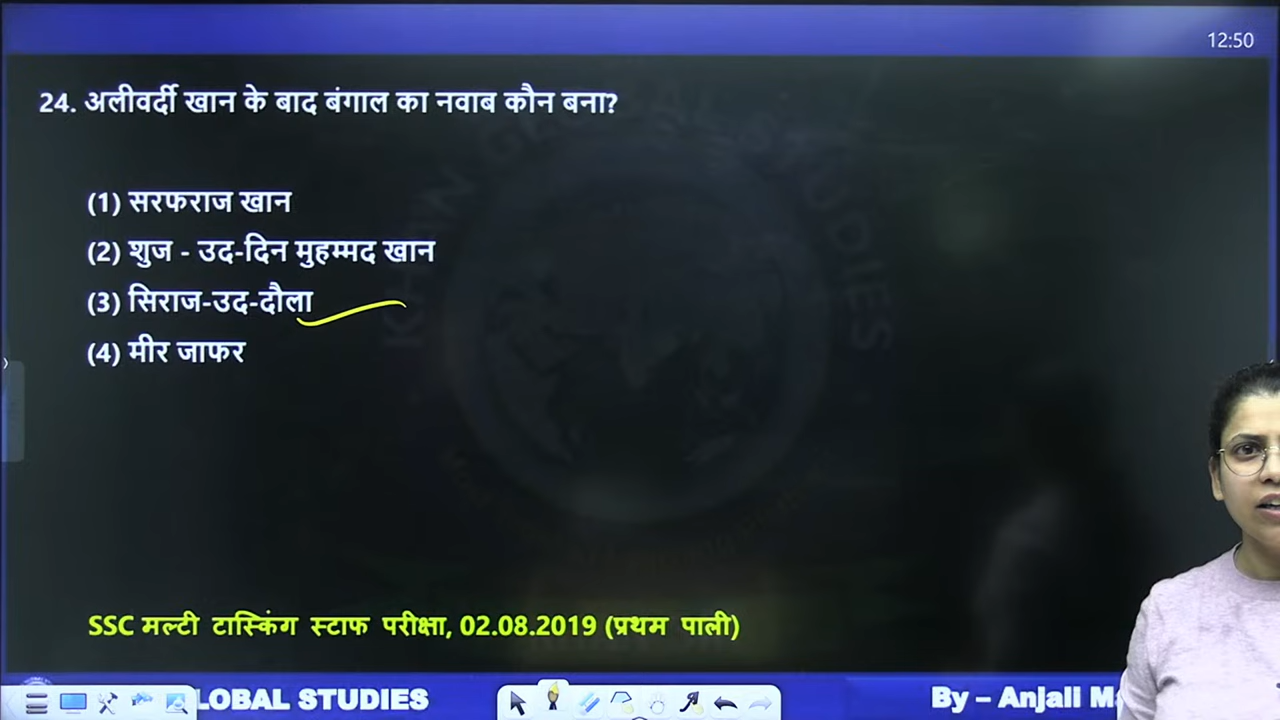 12:50
24. अलीवर्दी खान के बाद बंगाल का नवाब कौन बना?
(1) सरफराज खान
(2) शुज - उद-दिन मुहम्मद खान
(3) सिराज-उद-दौला
(4) मीर जाफर
SSC मल्टी टास्किंग स्टाफ परीक्षा, 02.08.2019 (प्रथम पाली)
LOBAL STUDIES
By – Anjali